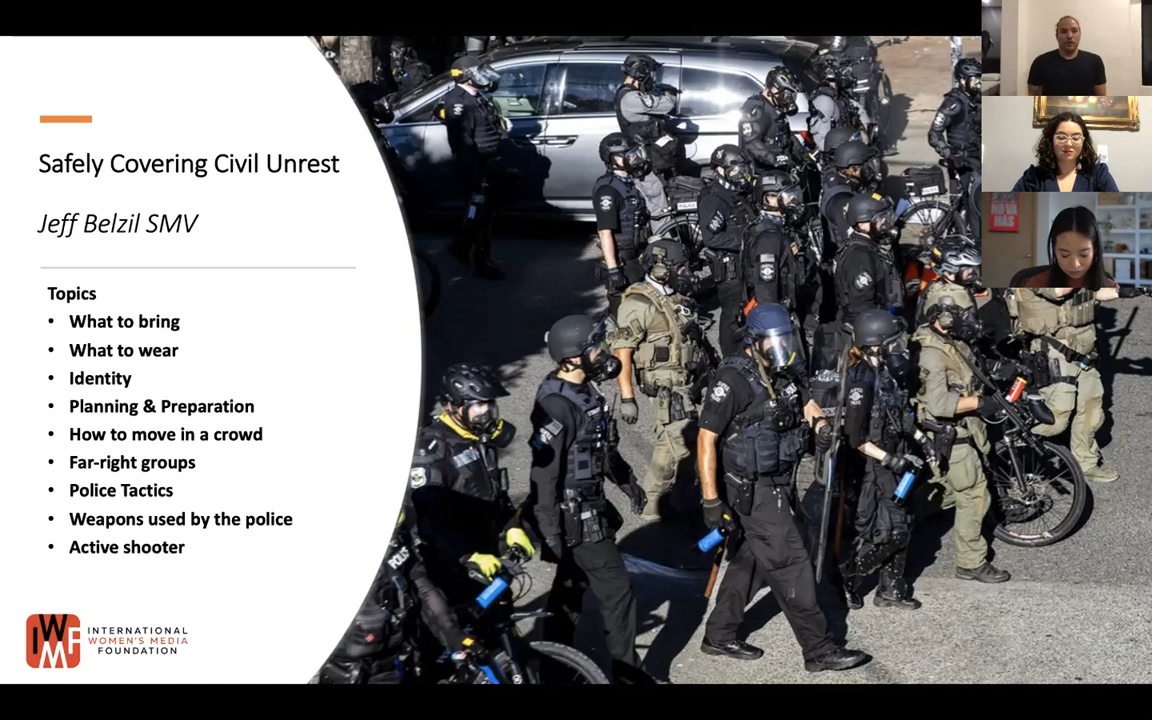 Safely Covering Civil Unrest
Jeff Belzil SMV
Topics
• What to bring
• What to wear
• Identity
• Planning & Preparation
• How to move in a crowd
• Far-right groups
• Police Tactics
• Weapons used by the police
• Active shooter
IWMF
INTERNATIONAL
WOMEN'S MEDIA
FOUNDATION
POLICE